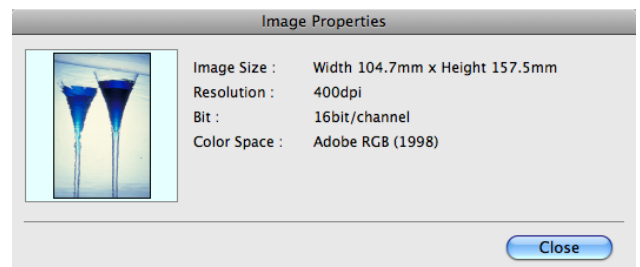 Image Properties
Image Size : Width 104.7mm x Height 157.5mm
Resolution : 400dpi
Bit : 16bit/channel
Color Space : Adobe RGB (1998)
Close